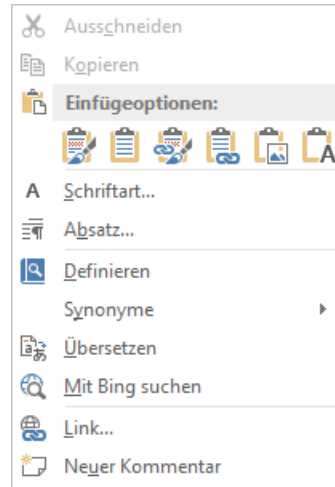 Ausschneiden
Kopieren
Einfügeoptionen:
Schriftart...
Absatz...
Definieren
Synonyme
Übersetzen
Mit Bing suchen
Link...
Neuer Kommentar